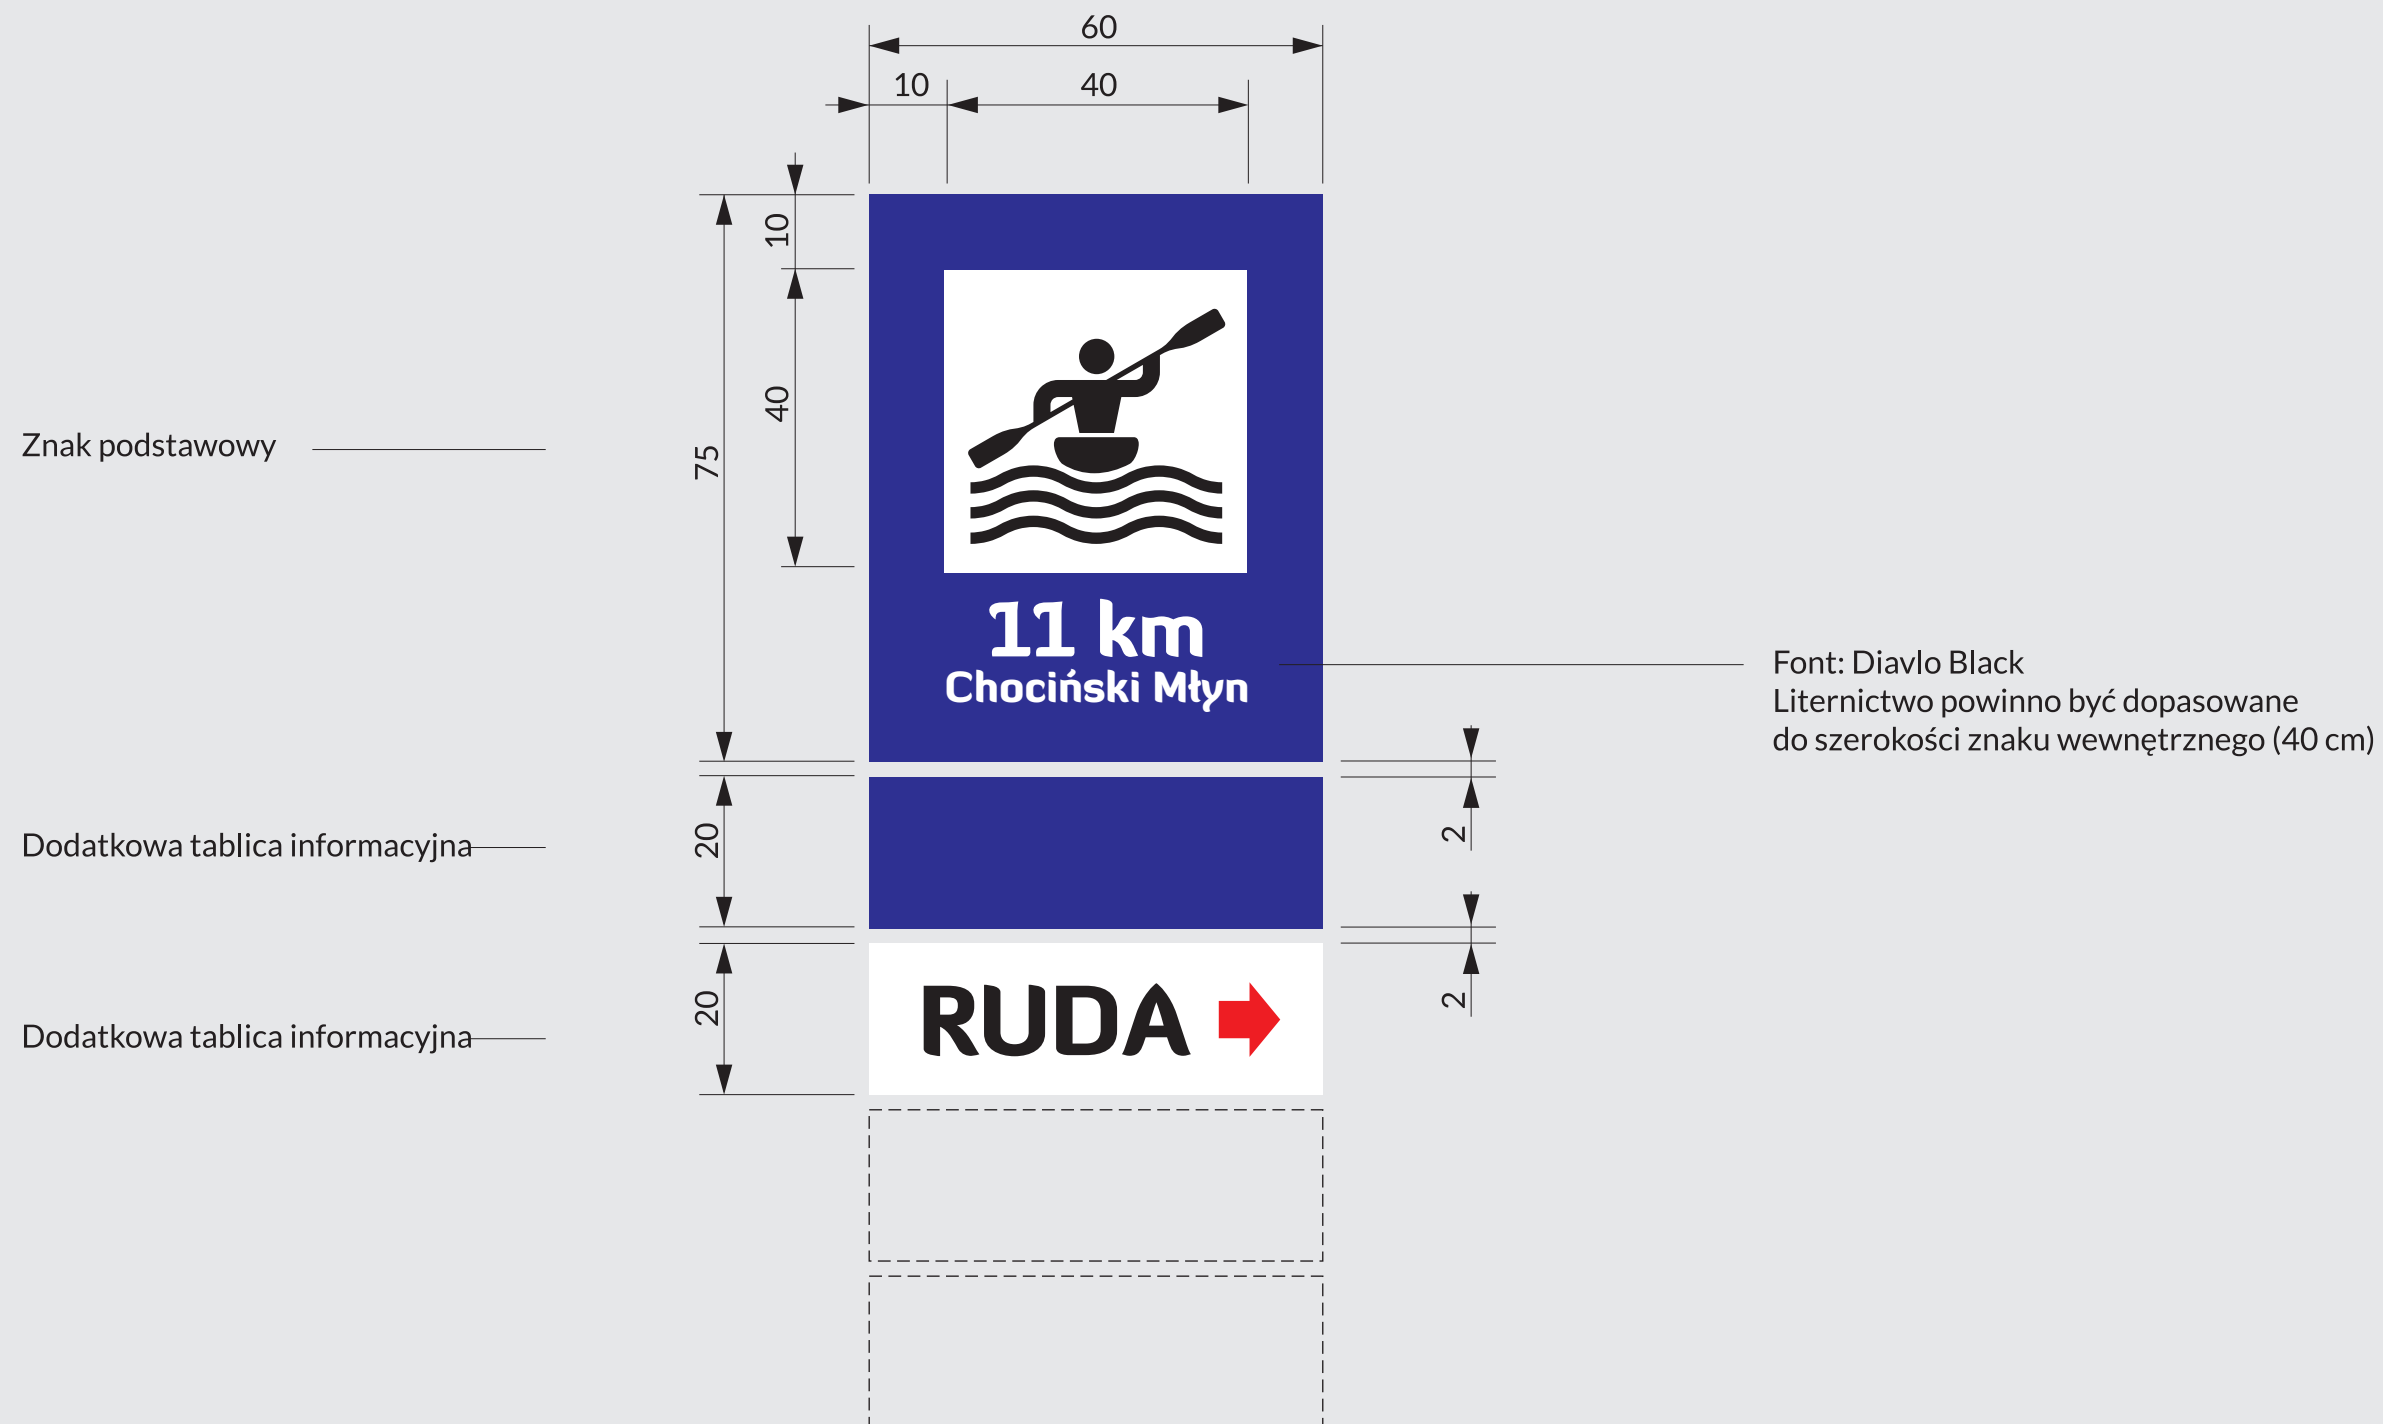 60
10
40
10
40
75
Znak podstawowy
11 km
Chociński Młyn
Font: Diavlo Black
Liternictwo powinno być dopasowane
do szerokości znaku wewnętrznego (40 cm)
20
2
Dodatkowa tablica informacyjna
20
2
RUDA
Dodatkowa tablica informacyjna